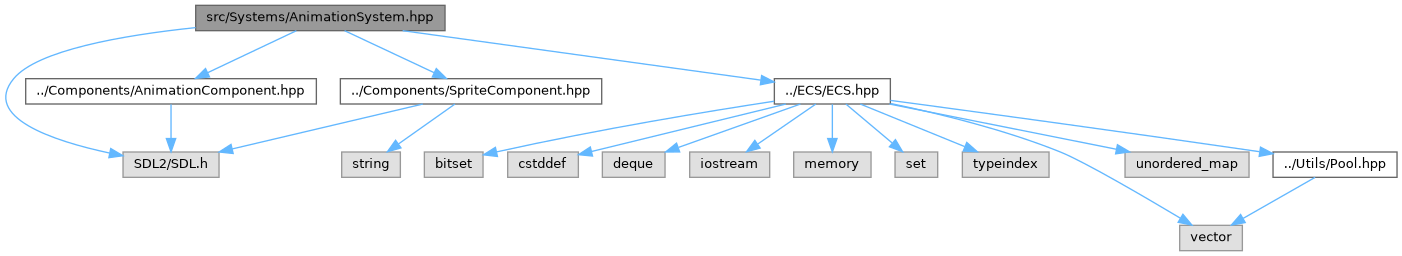 src/Systems/AnimationSystem.hpp
../Components/AnimationComponent.hpp
../Components/SpriteComponent.hpp
../ECS/ECS.hpp
SDL2/SDL.h
string
bitset
cstddef
deque
iostream
memory
set
typeindex
unordered_map
../Utils/Pool.hpp
vector